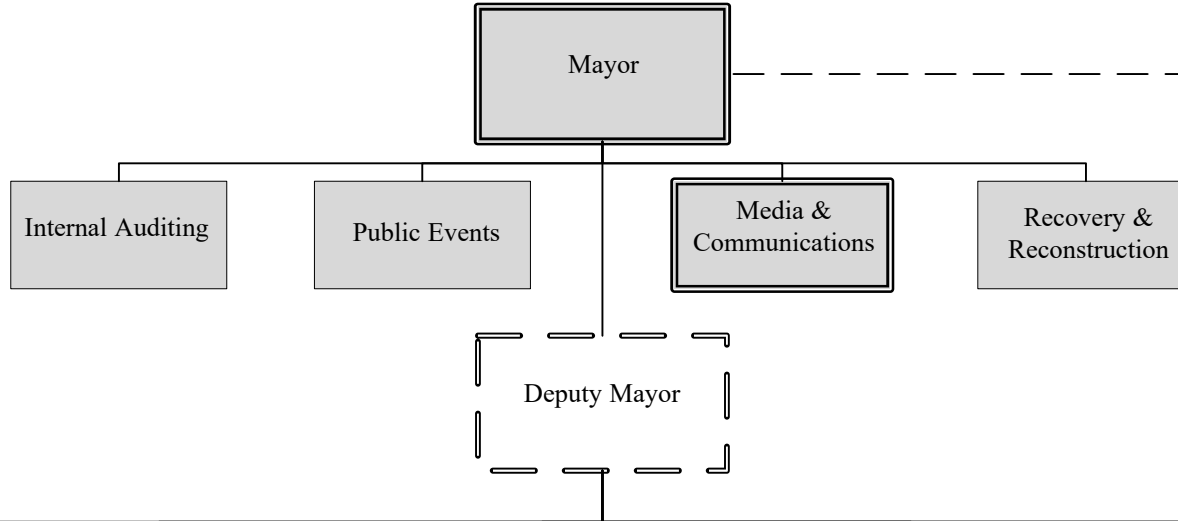 Mayor
Internal Auditing
Public Events
Media &
Communications
Recovery &
Reconstruction
Deputy Mayor